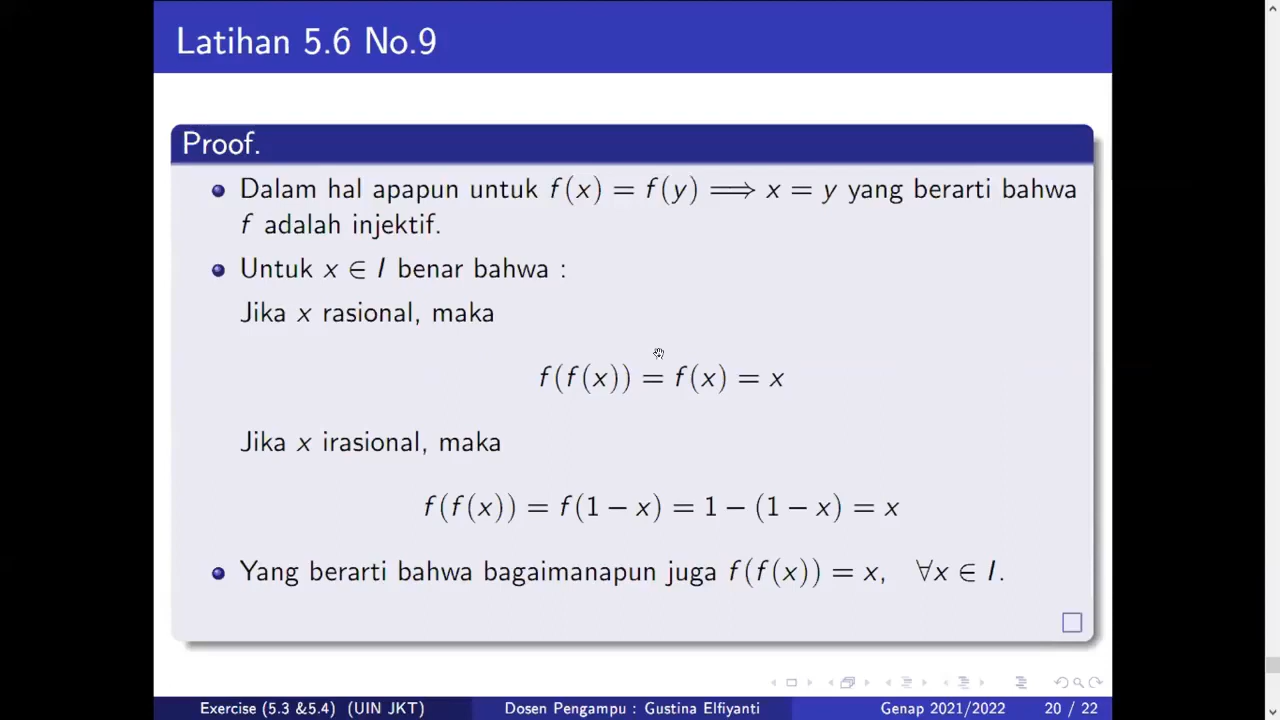 Latihan 5.6 No.9
Proof.
Dalam hal apapun untuk f(x) = f(y) ⟹ x = y yang berarti bahwa
f adalah injektif.
Untuk x ∈ I benar bahwa :
Jika x rasional, maka
f(f(x)) = f(x) = x
Jika x irasional, maka
f(f(x)) = f(1 − x) = 1 − (1 − x) = x
Yang berarti bahwa bagaimanapun juga f(f(x)) = x, ∀x ∈ I.
Exercise (5.3 &5.4) (UIN JKT) Dosen Pengampu : Gustina Elfiyanti Genap 2021/2022 20 / 22